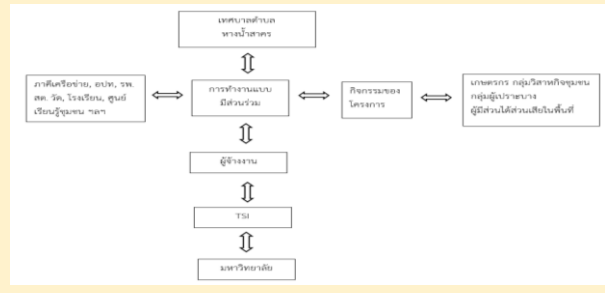 เทศบาลตำบล
หางน้ำสาคร
ภาคีเครือข่าย, อปท, รพ.
สต. วัด, โรงเรียน, ศูนย์
เรียนรู้ชุมชน ฯลฯ
การทำงานแบบ
มีส่วนร่วม
กิจกรรมของ
โครงการ
เกษตรกร กลุ่มวิสาหกิจชุมชน
กลุ่มผู้เปราะบาง
ผู้มีส่วนได้ส่วนเสียในพื้นที่
ผู้จ้างงาน
TSI
มหาวิทยาลัย